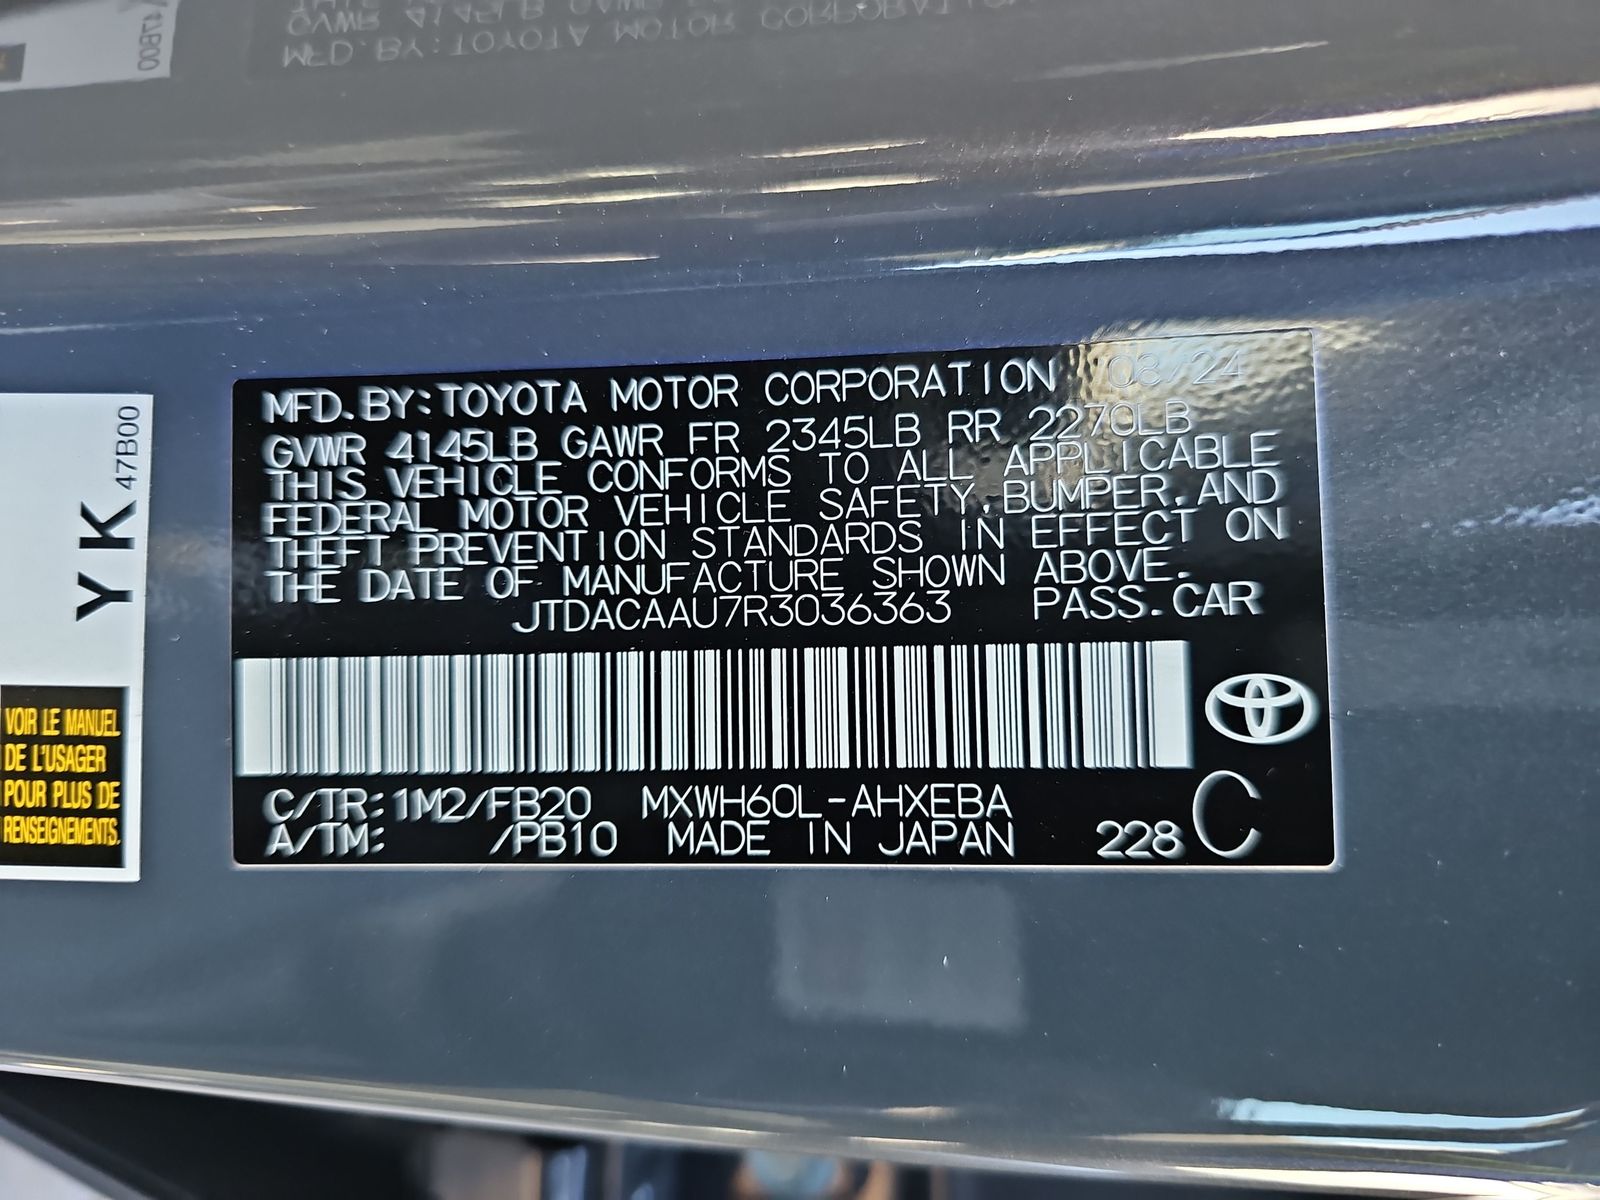 MFD.BY:TOYOTA MOTOR CORPORATION 08/24
GVWR 4145LB GAWR FR 2345LB RR 2270LB
THIS VEHICLE CONFORMS TO ALL APPLICABLE
FEDERAL MOTOR VEHICLE SAFETY,BUMPER,AND
THEFT PREVENTION STANDARDS IN EFFECT ON
THE DATE OF MANUFACTURE SHOWN ABOVE.
JTDACAAU7R3036363 PASS.CAR
C/TR:1M2/FB20 MXWH60L-AHXEBA
A/TM: /PB10 MADE IN JAPAN 228 C
YK 47B00
VOIR LE MANUEL
DE L'USAGER
POUR PLUS DE
RENSEIGNEMENTS.